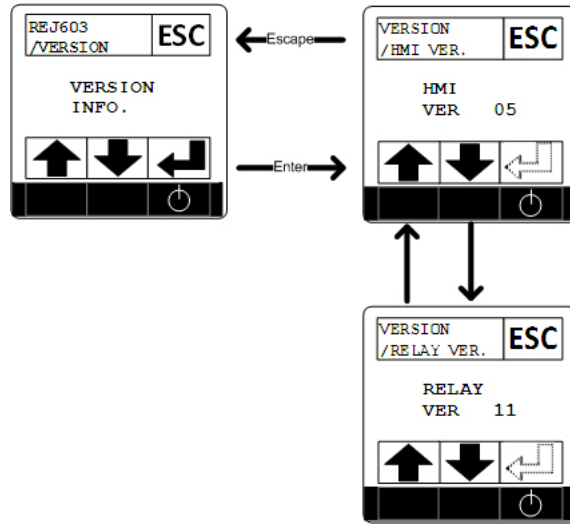 REJ603
/VERSION
ESC
VERSION
INFO.
Escape
Enter
VERSION
/HMI VER.
ESC
HMI
VER 05
VERSION
/RELAY VER.
ESC
RELAY
VER 11